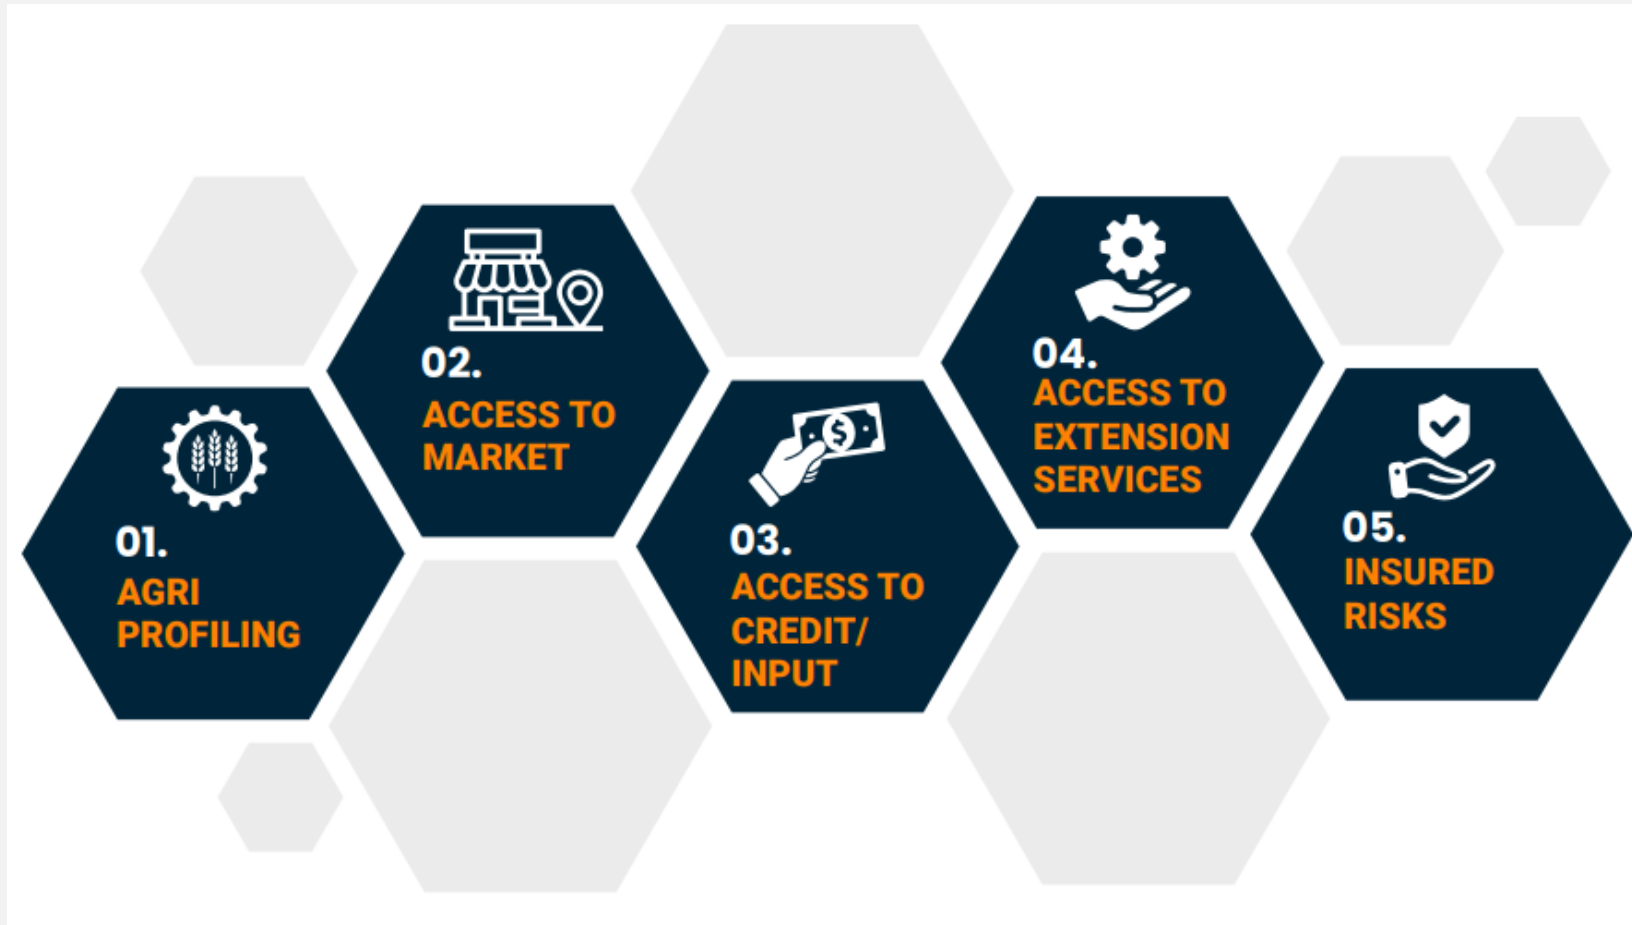 01.
AGRI
PROFILING
02.
ACCESS TO
MARKET
03.
ACCESS TO
CREDIT/
INPUT
04.
ACCESS TO
EXTENSION
SERVICES
05.
INSURED
RISKS